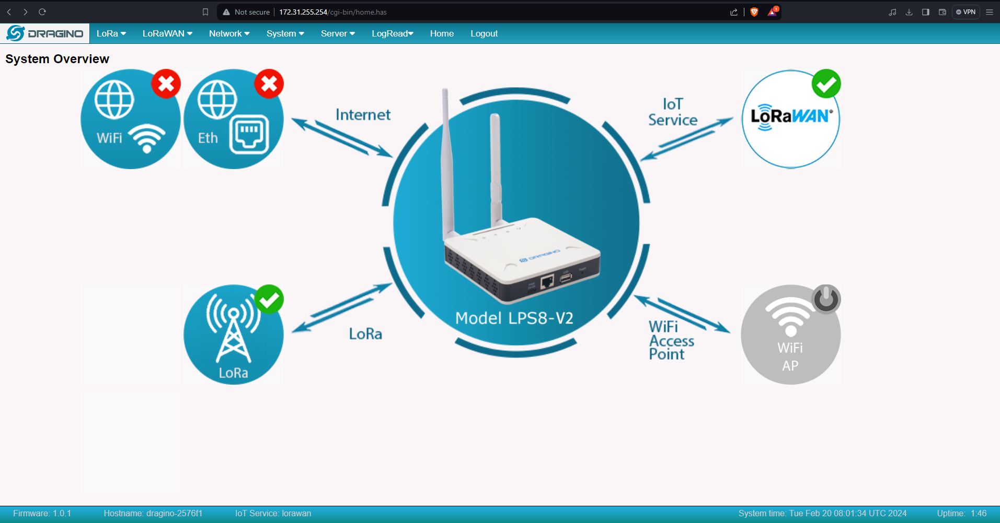 Not secure 172.31.255.254/cgi-bin/home.has
1
VPN
DRAGINO LoRa LoRaWAN Network System Server LogRead Home Logout
System Overview
WiFi
Eth
Internet
IoT
Service
LoRaWAN®
DRAGINO
Model LPS8-V2
LoRa
LoRa
WiFi
Access
Point
WiFi
AP
Firmware: 1.0.1 Hostname: dragino-2576f1 IoT Service: lorawan System time: Tue Feb 20 08:01:34 UTC 2024 Uptime: 1:46